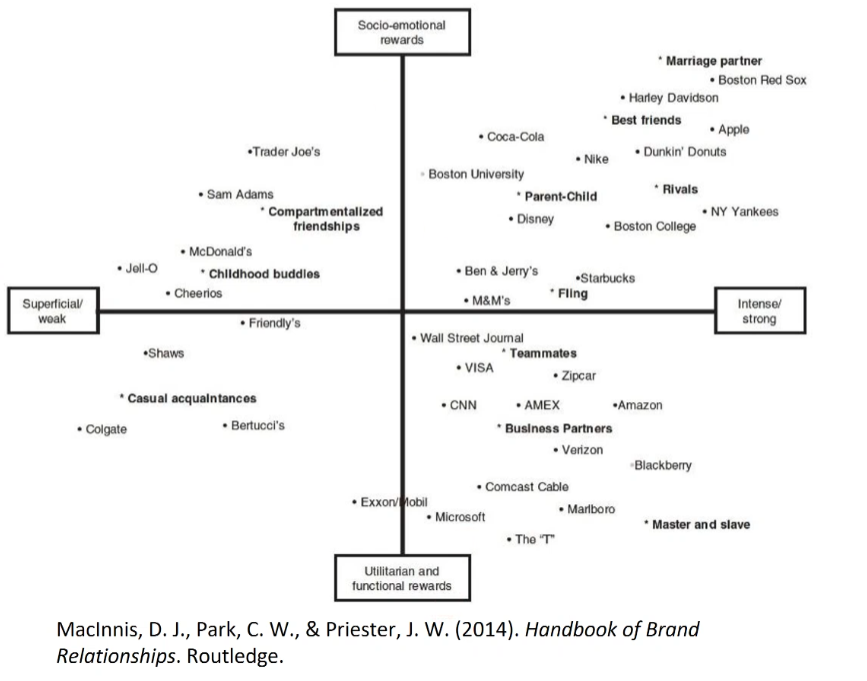 Socio-emotional
rewards
* Marriage partner
• Boston Red Sox
• Harley Davidson
* Best friends
• Apple
• Coca-Cola
•Trader Joe's
• Dunkin' Donuts
• Nike
• Boston University
* Rivals
• Sam Adams
* Parent-Child
* Compartmentalized
friendships
• NY Yankees
• Disney
• Boston College
• McDonald's
• Jell-O
* Childhood buddies
• Ben & Jerry's
•Starbucks
• Cheerios
* Fling
• M&M's
Superficial/
weak
Intense/
strong
• Friendly's
• Wall Street Journal
•Shaws
* Teammates
• VISA
• Zipcar
* Casual acquaintances
• CNN
• AMEX
•Amazon
• Colgate
• Bertucci's
* Business Partners
• Verizon
•Blackberry
• Comcast Cable
• Exxon/Mobil
• Marlboro
• Microsoft
* Master and slave
• The "T"
Utilitarian and
functional rewards
MacInnis, D. J., Park, C. W., & Priester, J. W. (2014). Handbook of Brand
Relationships. Routledge.